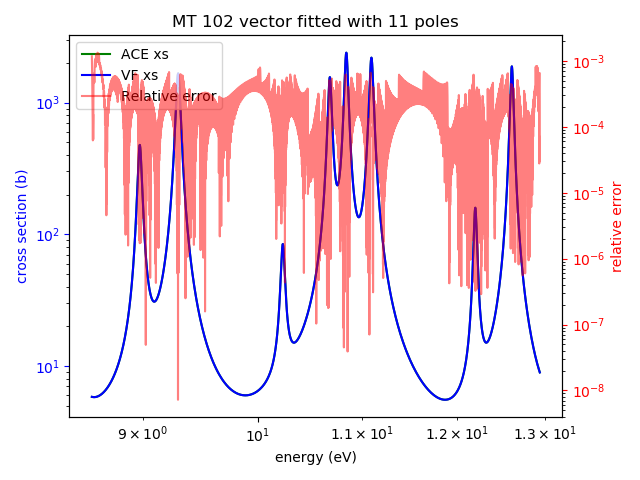 MT 102 vector fitted with 11 poles
ACE xs
VF xs
Relative error
cross section (b)
10³
10²
10¹
10⁻³
10⁻⁴
10⁻⁵
10⁻⁶
10⁻⁷
10⁻⁸
relative error
9 × 10⁰
10¹
1.1 × 10¹
1.2 × 10¹
1.3 × 10¹
energy (eV)